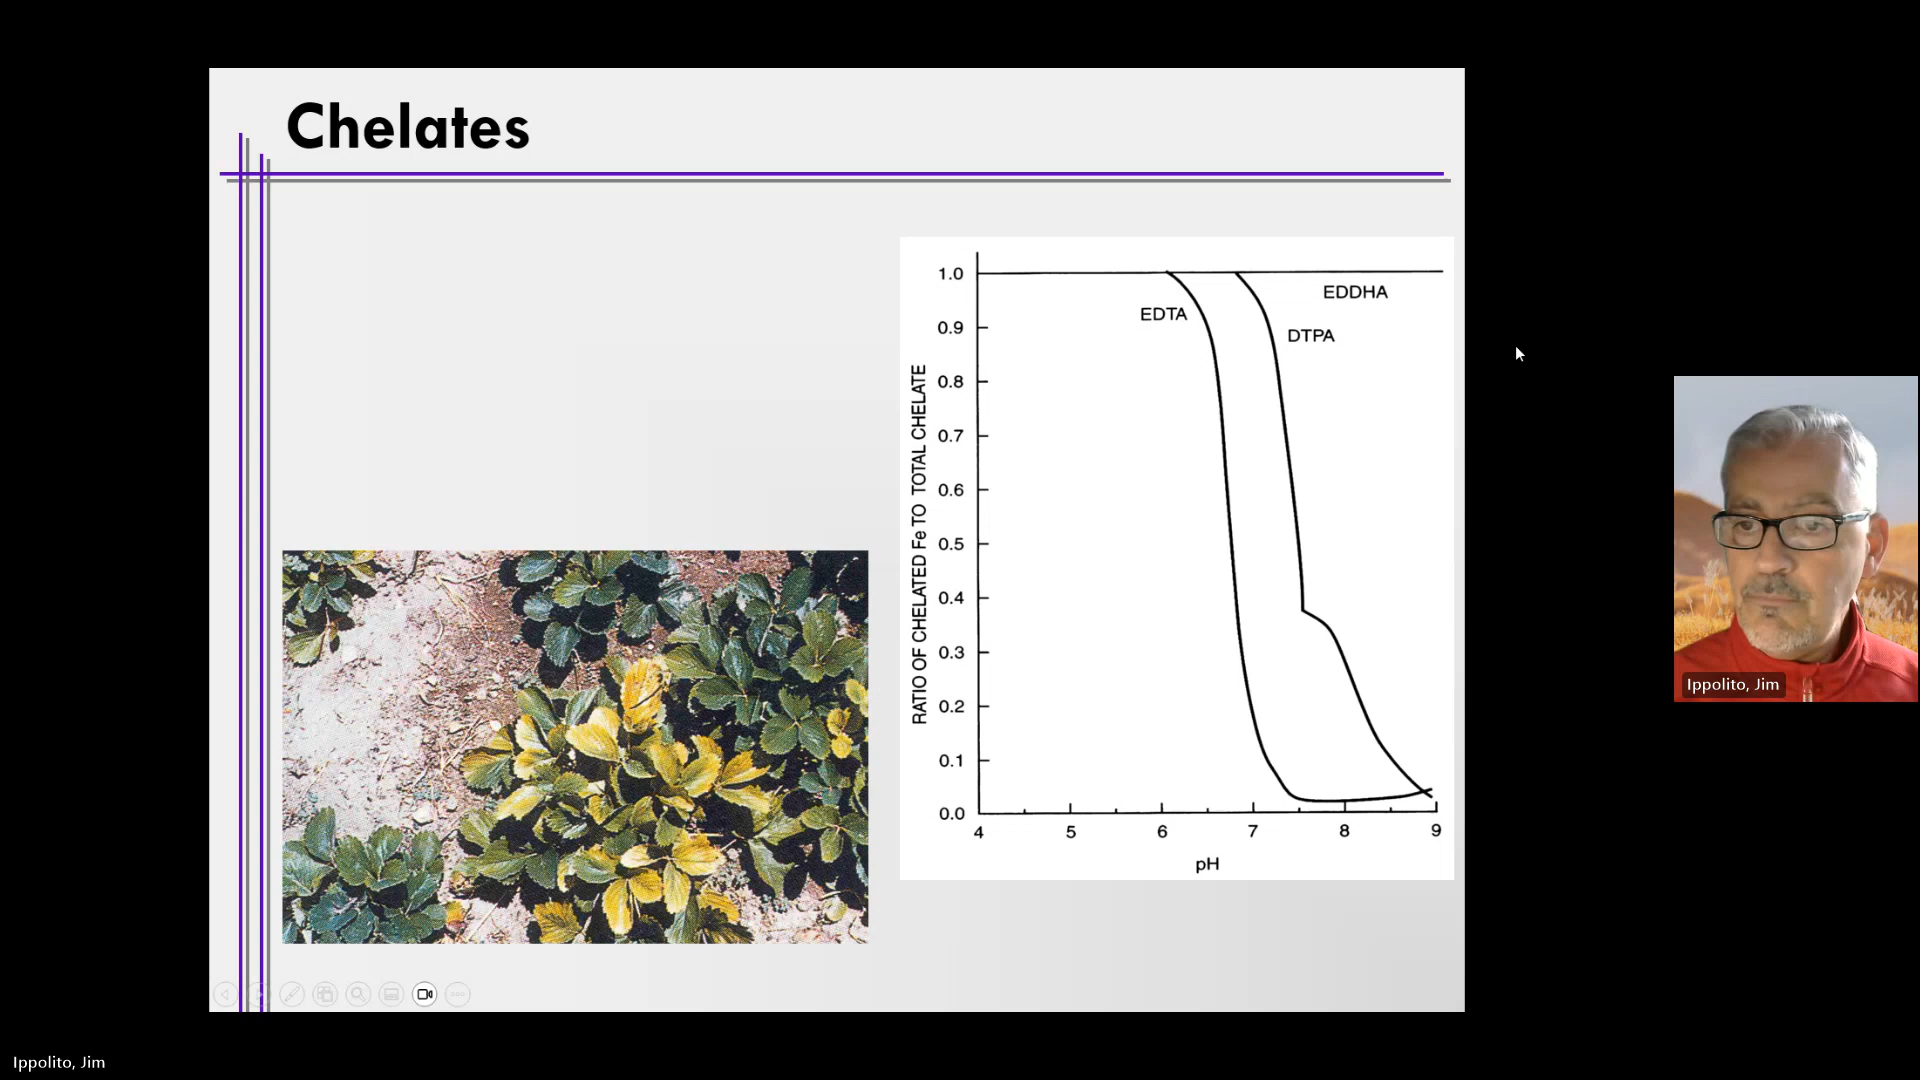 Chelates
1.0
0.9
0.8
0.7
0.6
0.5
0.4
0.3
0.2
0.1
0.0
RATIO OF CHELATED Fe TO TOTAL CHELATE
EDTA
EDDHA
DTPA
4 5 6 7 8 9
pH
Ippolito, Jim
Ippolito, Jim